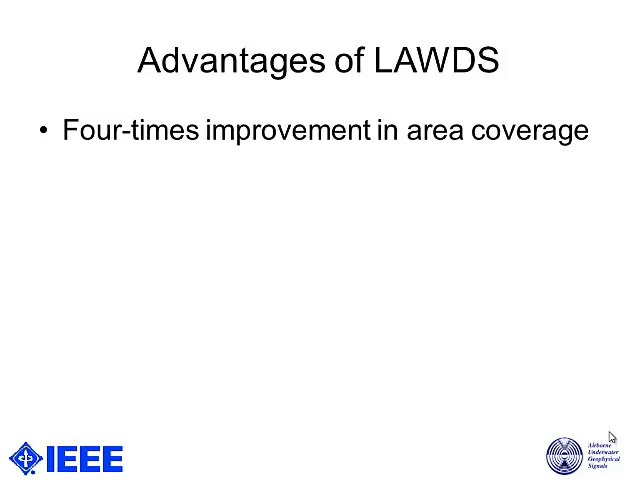 Advantages of LAWDS
• Four-times improvement in area coverage
IEEE
Airborne
Underwater
Geophysical
Signals